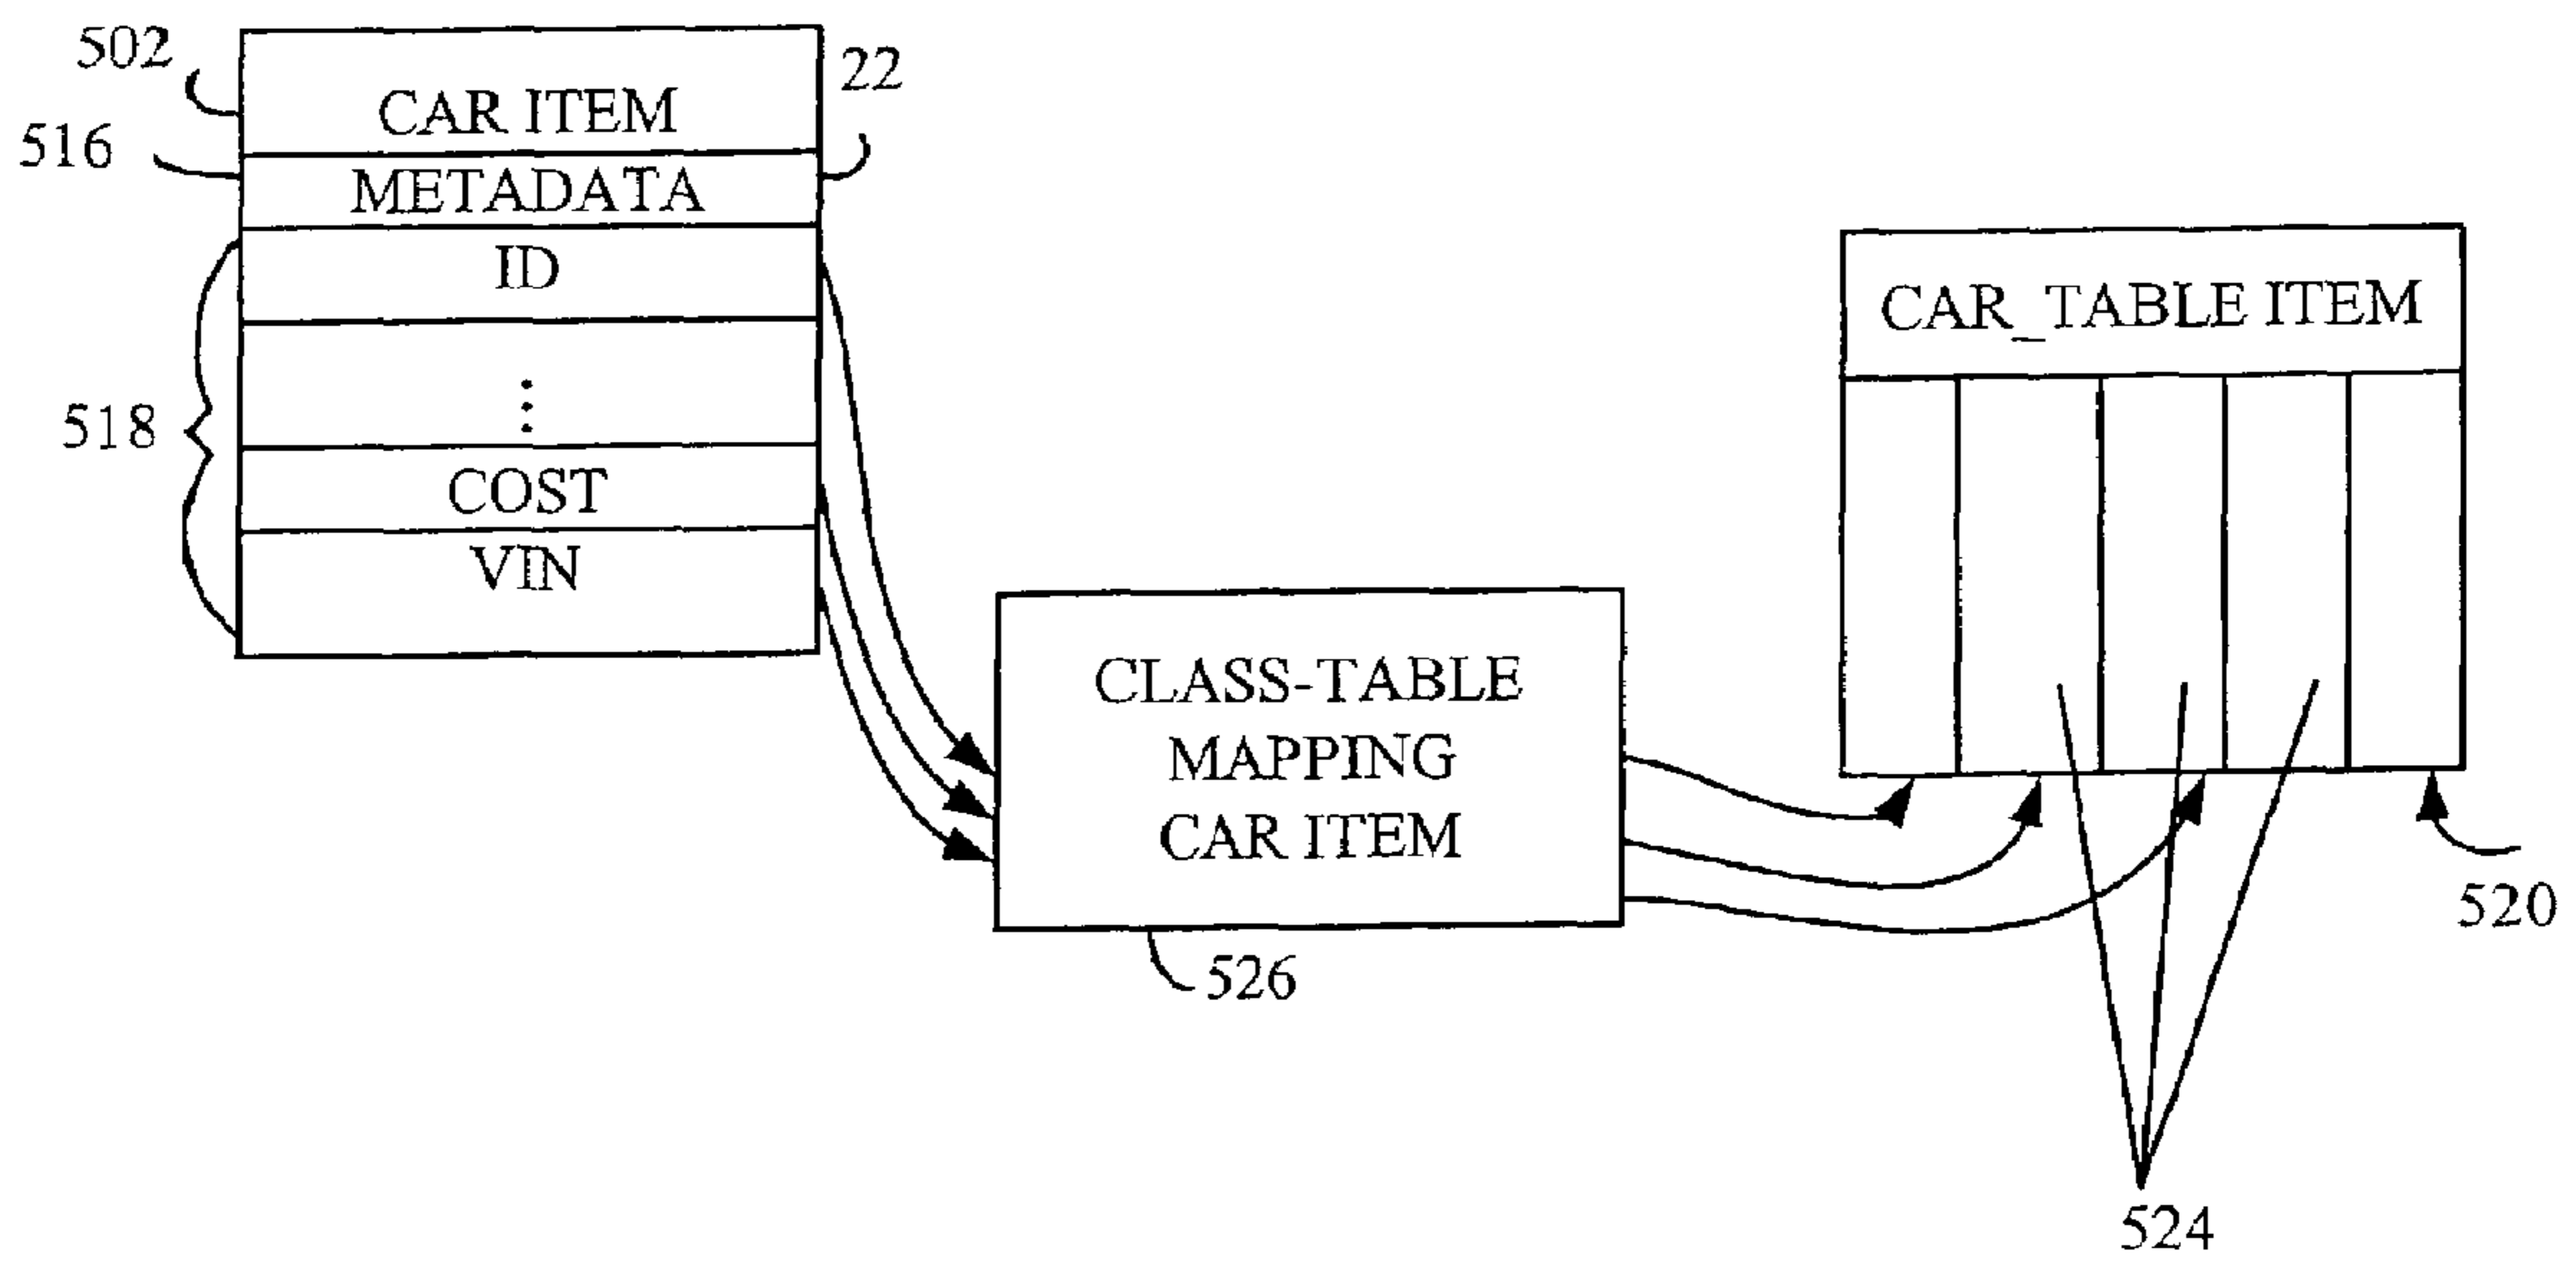 502
22
CAR ITEM
516
METADATA
ID
518
COST
VIN
CAR_TABLE ITEM
CLASS-TABLE
MAPPING
CAR ITEM
526
520
524